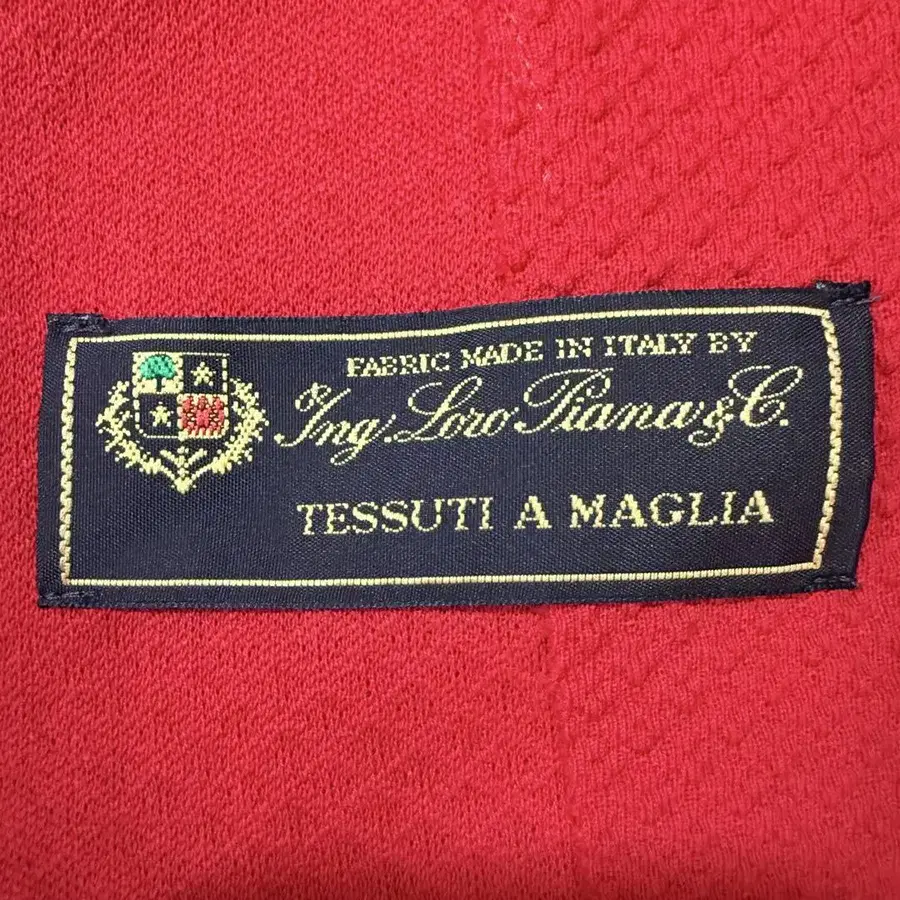 FABRIC MADE IN ITALY BY
Ing. Loro Piana & C.
TESSUTI A MAGLIA